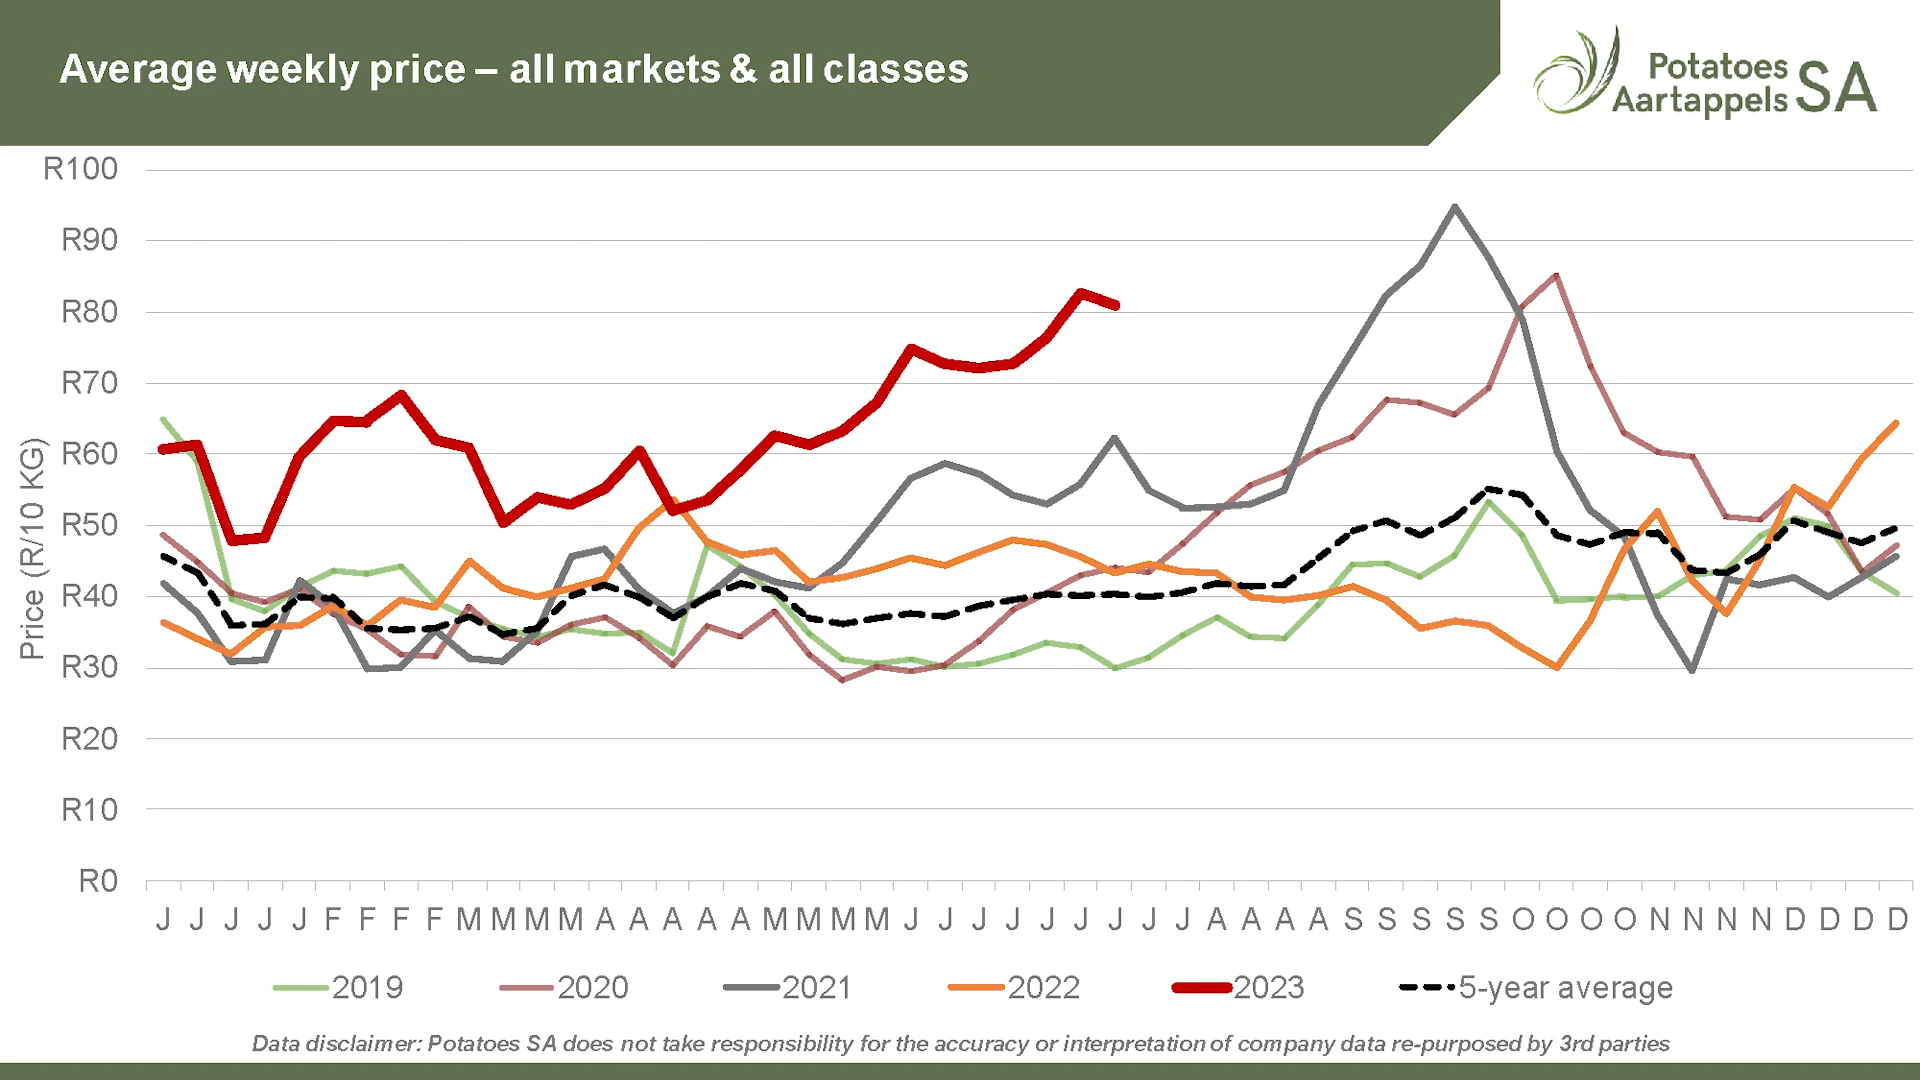 Average weekly price – all markets & all classes
Potatoes
Aartappels SA
R100
R90
R80
R70
R60
R50
R40
R30
R20
R10
R0
Price (R/10 KG)
J J J J J F F F F M M M M A A A A A M M M M J J J J J J J J J A A A A S S S S S O O O O N N N N D D D D
2019 2020 2021 2022 2023 5-year average
Data disclaimer: Potatoes SA does not take responsibility for the accuracy or interpretation of company data re-purposed by 3rd parties